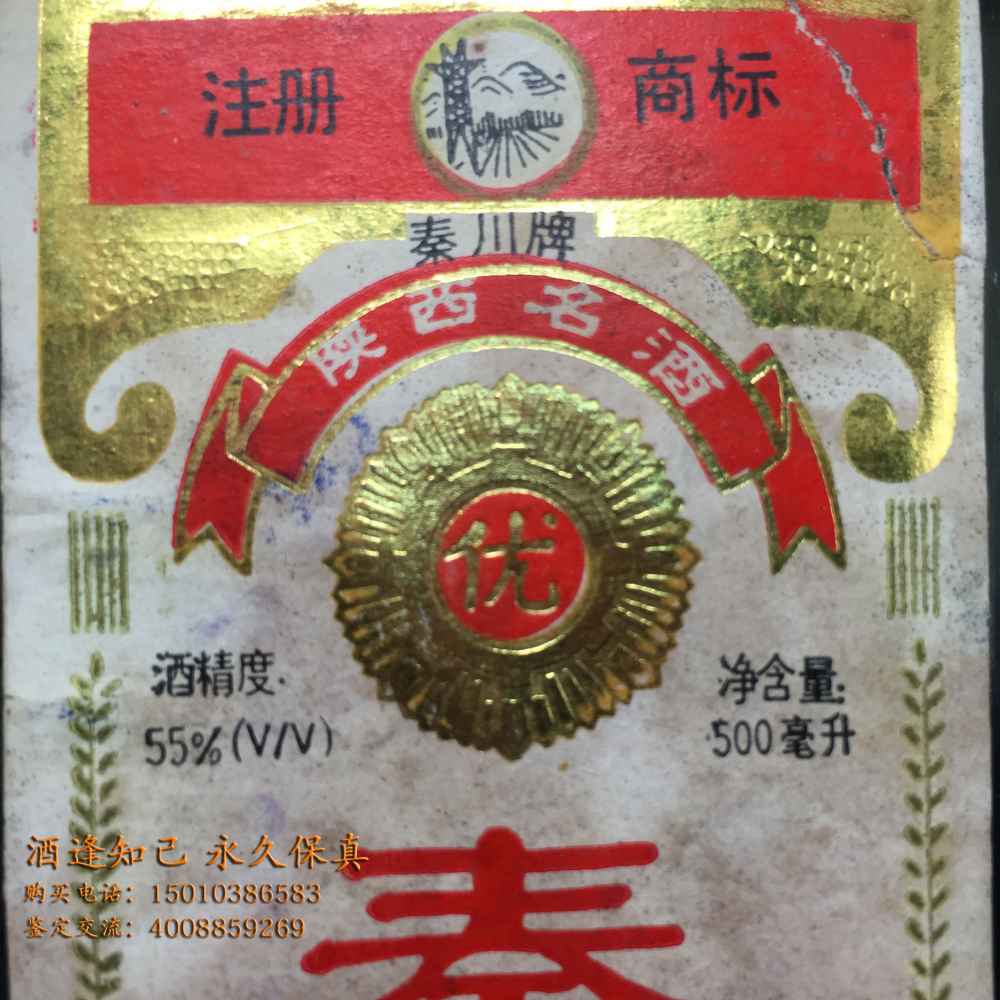 注册 商标
秦川牌
陕西名酒
优
酒精度:
55%(V/V)
净含量:
500毫升
酒逢知己 永久保真
购买电话: 15010386583
鉴定交流: 4008859269